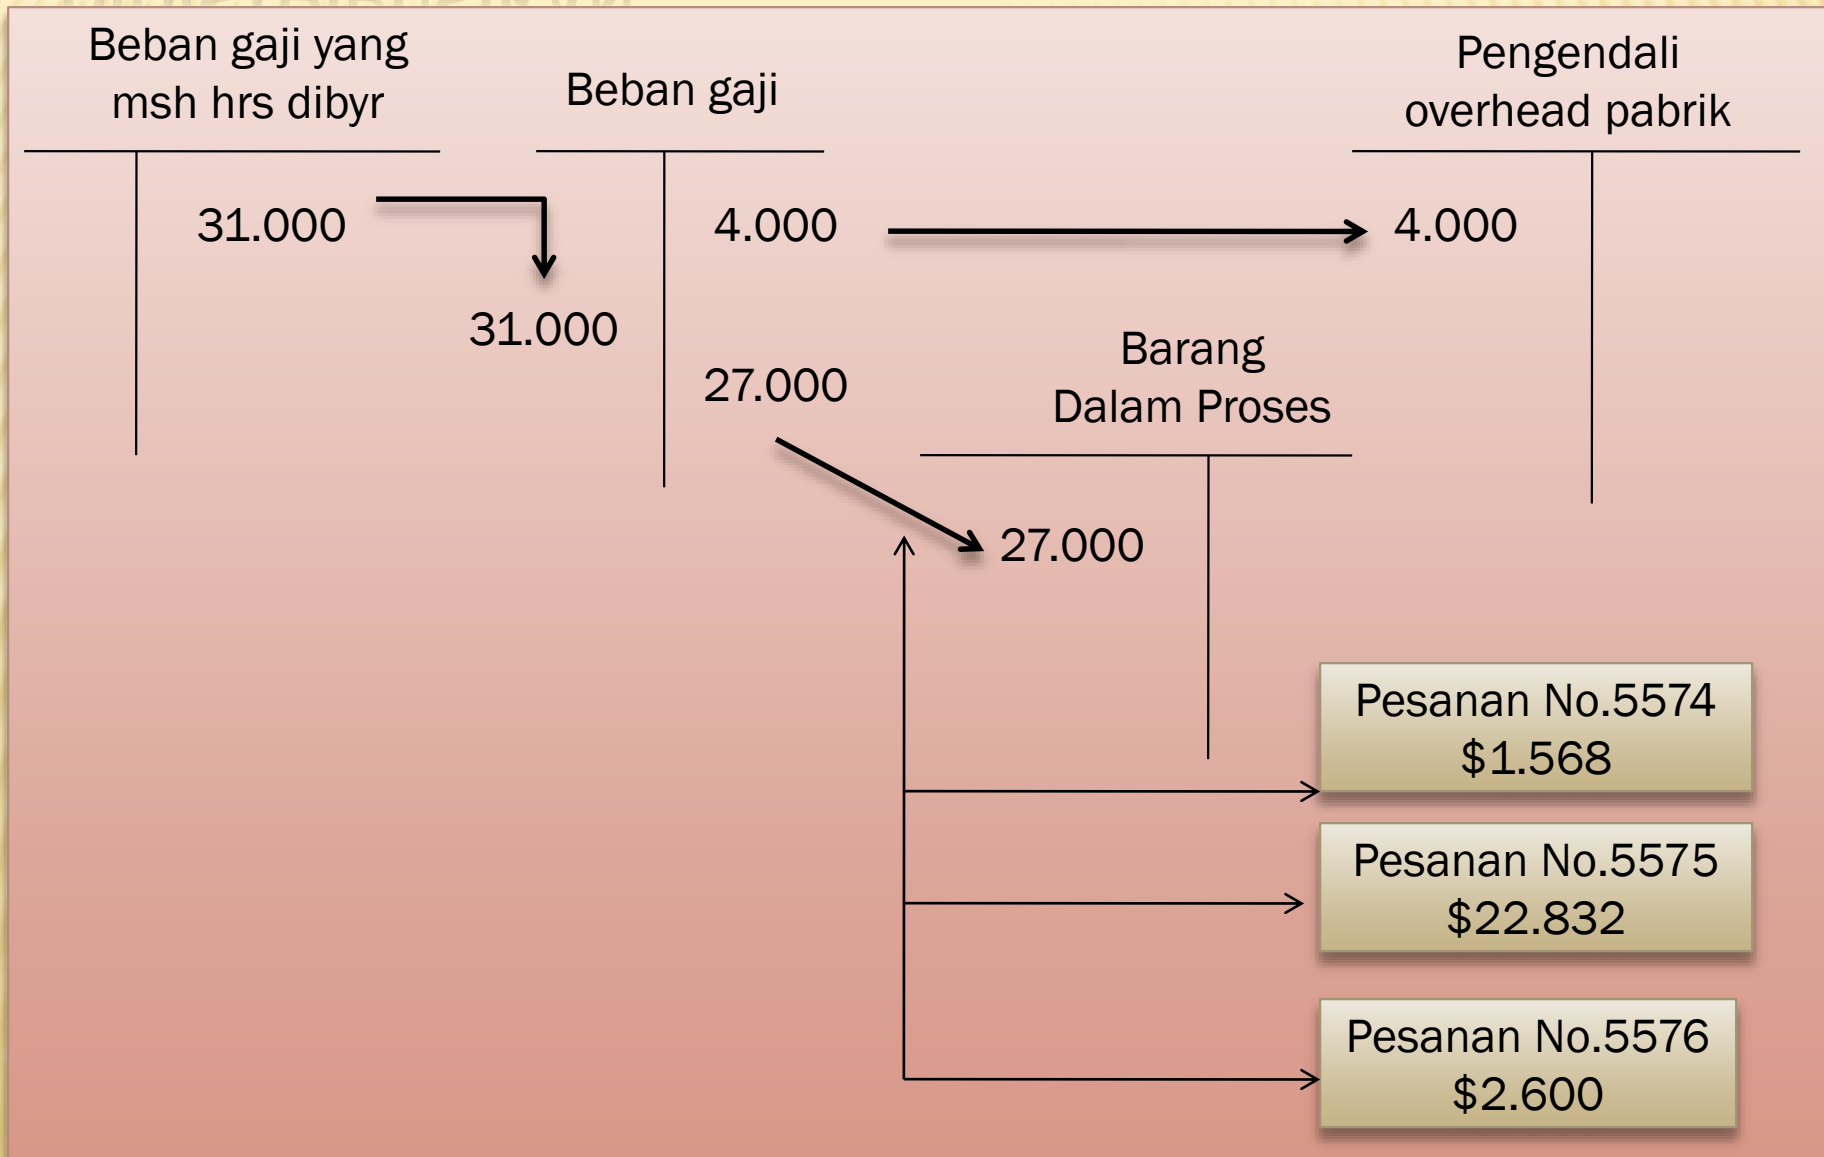 Beban gaji yang
msh hrs dibyr
Beban gaji
Pengendali
overhead pabrik
31.000
4.000
4.000
31.000
27.000
Barang
Dalam Proses
27.000
Pesanan No.5574
$1.568
Pesanan No.5575
$22.832
Pesanan No.5576
$2.600